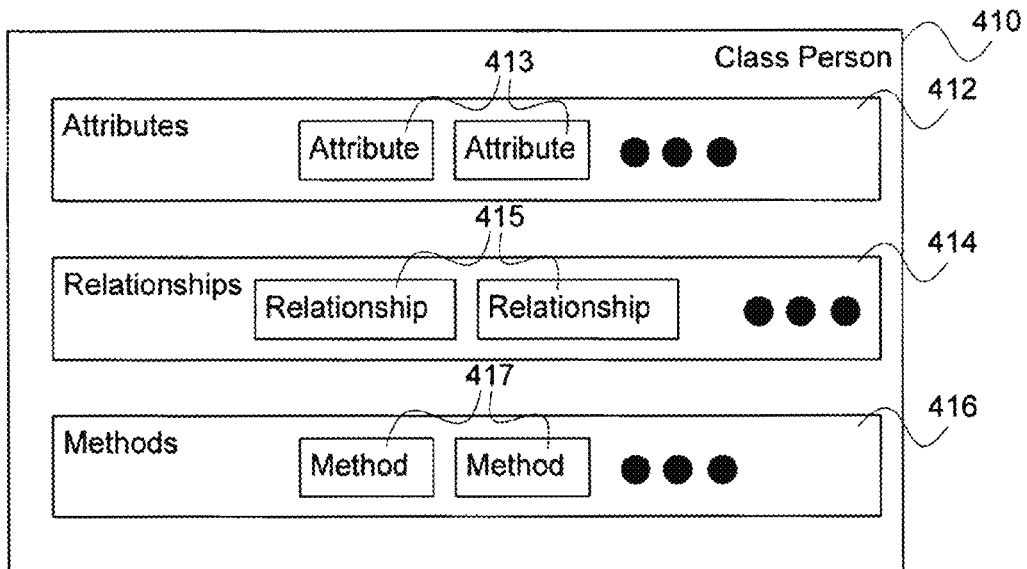 410
Class Person
413
412
Attributes
Attribute Attribute
415
414
Relationships
Relationship Relationship
417
416
Methods
Method Method